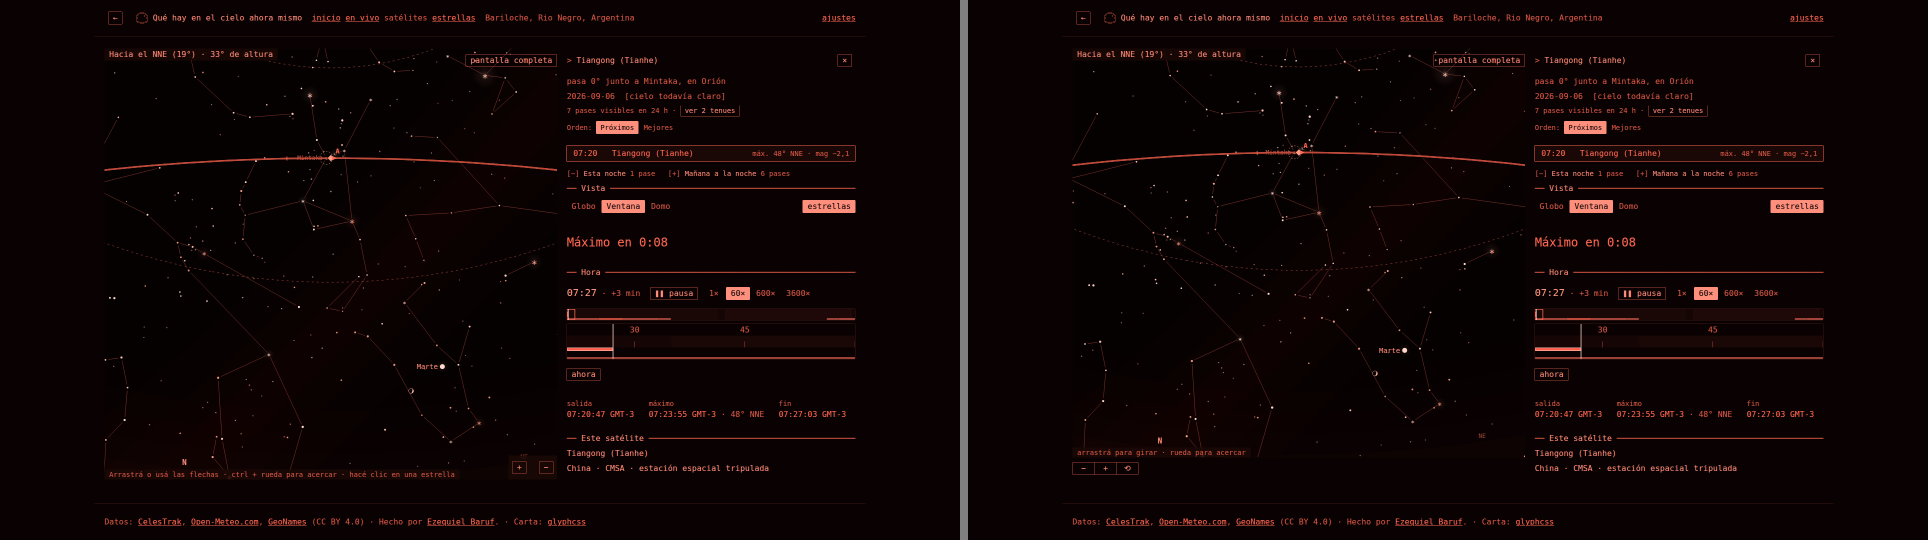 ← Qué hay en el cielo ahora mismo inicio en vivo satélites estrellas Bariloche, Rio Negro, Argentina ajustes
Hacia el NNE (19°) · 33° de altura
pantalla completa
A
Mintaka
Marte
N
Arrastrá o usá las flechas · ctrl + rueda para acercar · hacé clic en una estrella
+ −
> Tiangong (Tianhe) ×
pasa 0° junto a Mintaka, en Orión
2026-09-06 [cielo todavía claro]
7 pases visibles en 24 h · ver 2 tenues
Orden: Próximos Mejores
07:20 Tiangong (Tianhe) máx. 48° NNE · mag −2,1
[−] Esta noche 1 pase [+] Mañana a la noche 6 pases
Vista
Globo Ventana Domo estrellas
Máximo en 0:08
Hora
07:27 · +3 min ❚❚ pausa 1× 60× 600× 3600×
30 45
ahora
salida máximo fin
07:20:47 GMT-3 07:23:55 GMT-3 · 48° NNE 07:27:03 GMT-3
Este satélite
Tiangong (Tianhe)
China · CMSA · estación espacial tripulada
Datos: CelesTrak, Open-Meteo.com, GeoNames (CC BY 4.0) · Hecho por Ezequiel Baruf. · Carta: glyphcss
← Qué hay en el cielo ahora mismo inicio en vivo satélites estrellas Bariloche, Rio Negro, Argentina ajustes
Hacia el NNE (19°) · 33° de altura
pantalla completa
A
Mintaka
Marte
NE
N
arrastrá para girar · rueda para acercar
− + ⟲
> Tiangong (Tianhe) ×
pasa 0° junto a Mintaka, en Orión
2026-09-06 [cielo todavía claro]
7 pases visibles en 24 h · ver 2 tenues
Orden: Próximos Mejores
07:20 Tiangong (Tianhe) máx. 48° NNE · mag −2,1
[−] Esta noche 1 pase [+] Mañana a la noche 6 pases
Vista
Globo Ventana Domo estrellas
Máximo en 0:08
Hora
07:27 · +3 min ❚❚ pausa 1× 60× 600× 3600×
30 45
ahora
salida máximo fin
07:20:47 GMT-3 07:23:55 GMT-3 · 48° NNE 07:27:03 GMT-3
Este satélite
Tiangong (Tianhe)
China · CMSA · estación espacial tripulada
Datos: CelesTrak, Open-Meteo.com, GeoNames (CC BY 4.0) · Hecho por Ezequiel Baruf. · Carta: glyphcss